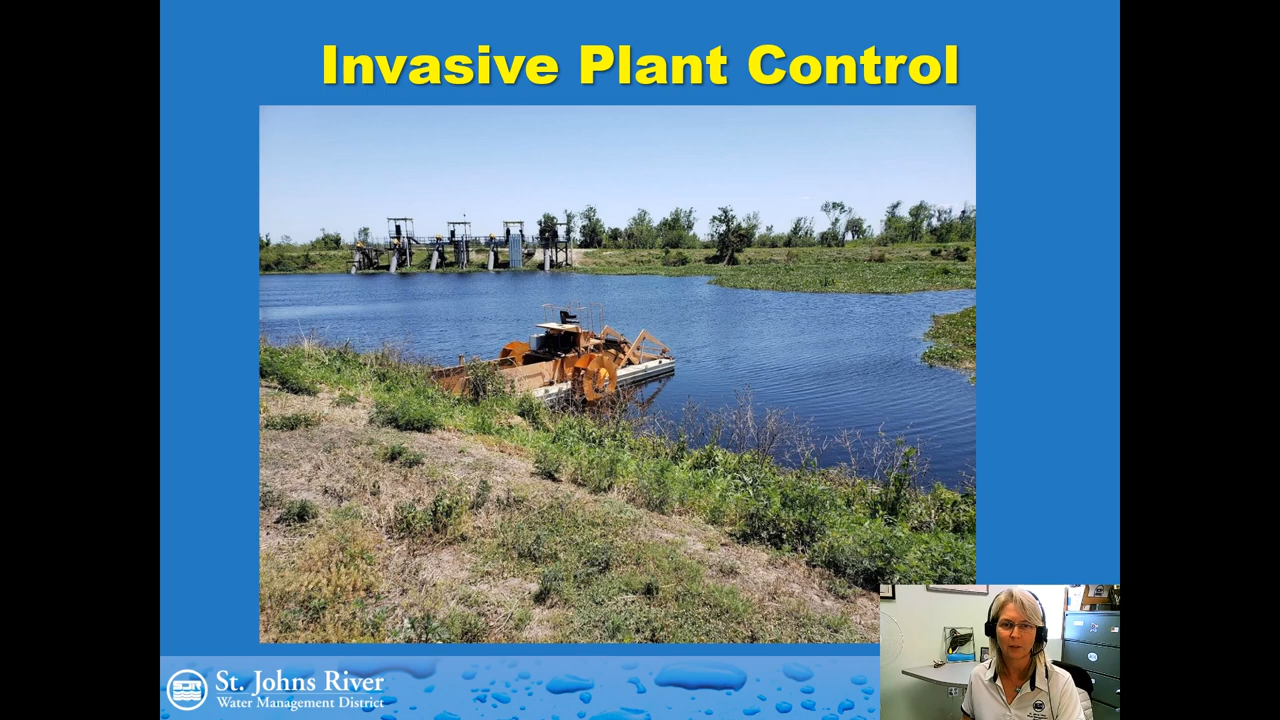 Invasive Plant Control
St. Johns River
Water Management District